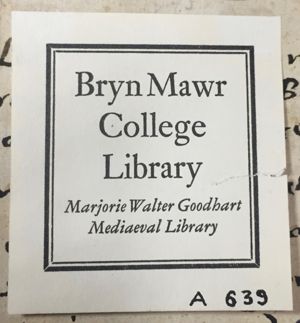 Bryn Mawr
College
Library
Marjorie Walter Goodhart
Mediaeval Library
A 639